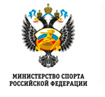 МИНИСТЕРСТВО СПОРТА
РОССИЙСКОЙ ФЕДЕРАЦИИ